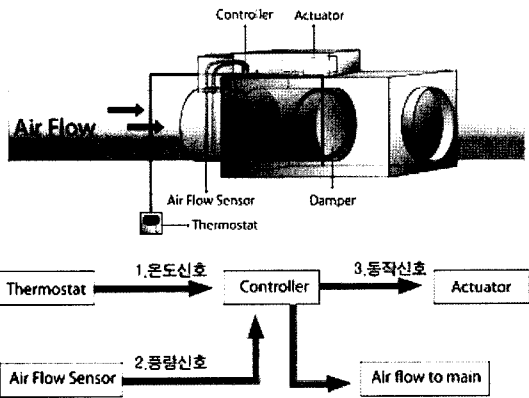 Controller
Actuator
Air Flow
Air Flow Sensor
Damper
Thermostat
1.온도신호
3.동작신호
Thermostat
Controller
Actuator
2.풍량신호
Air Flow Sensor
Air flow to main